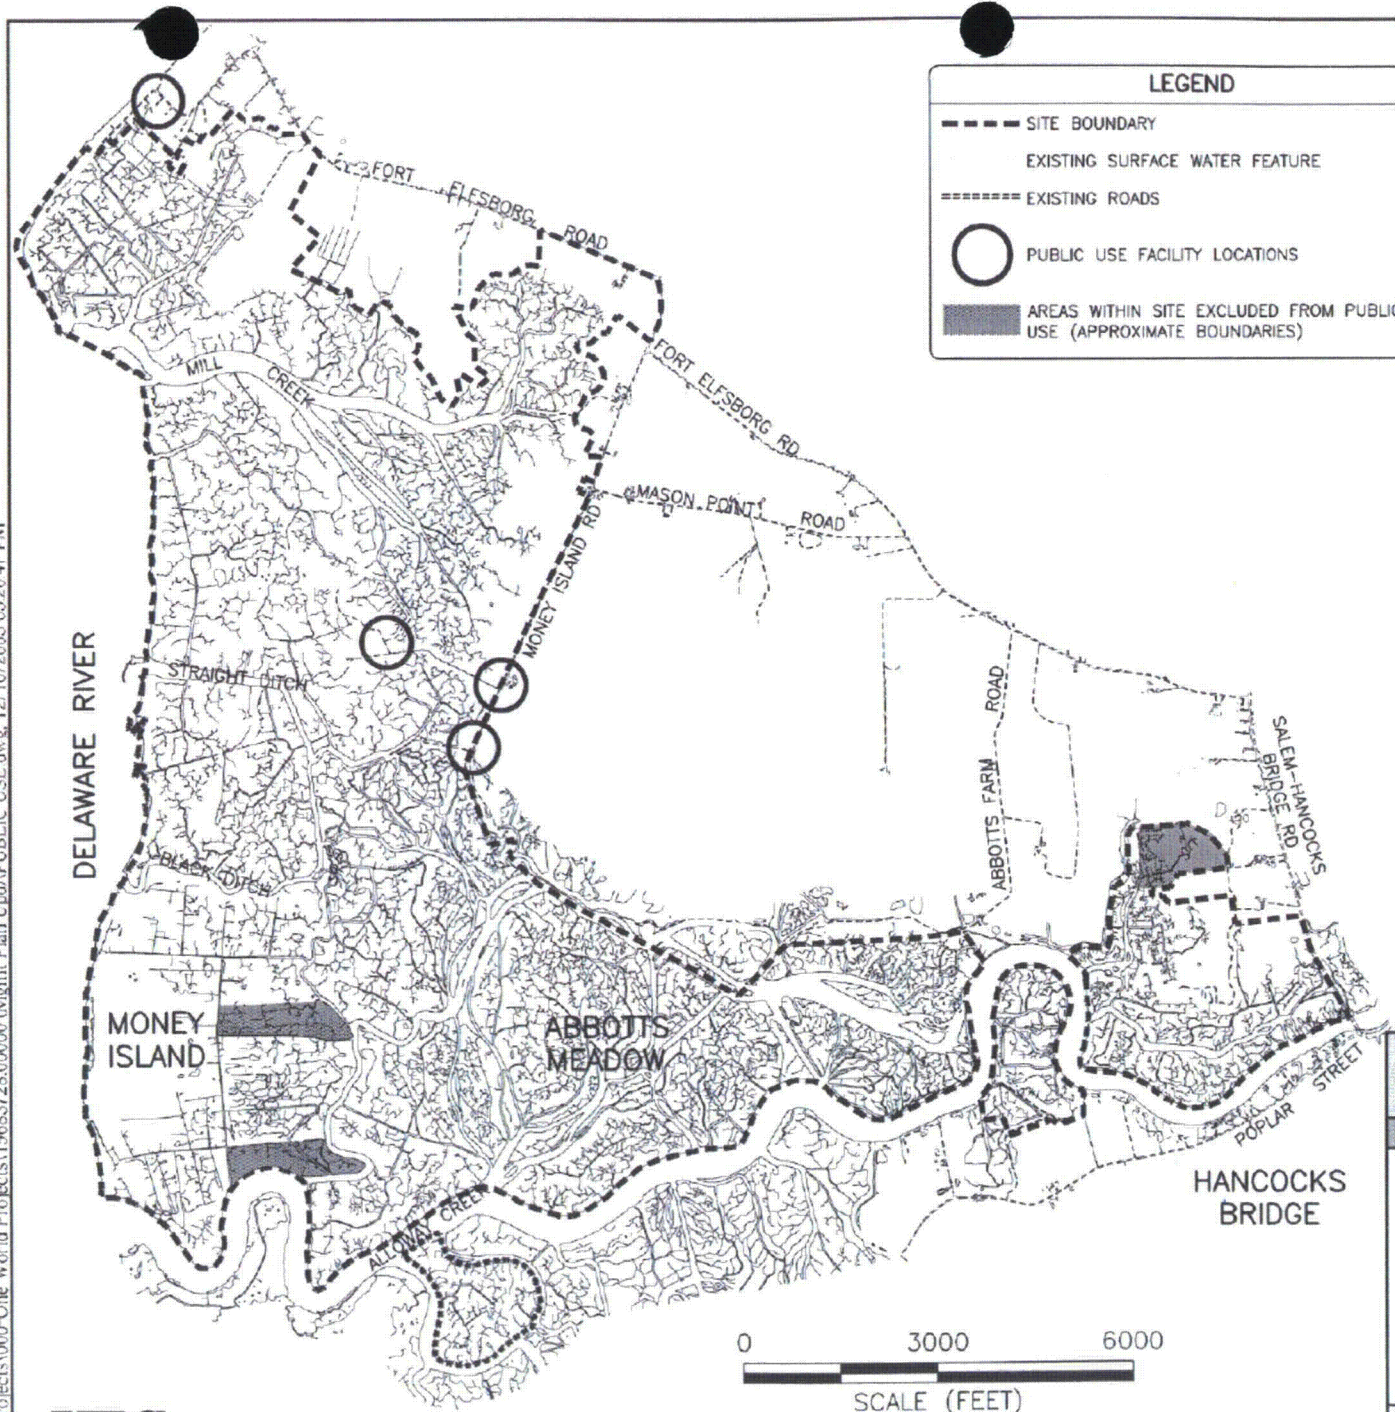 LEGEND
SITE BOUNDARY
EXISTING SURFACE WATER FEATURE
EXISTING ROADS
PUBLIC USE FACILITY LOCATIONS
AREAS WITHIN SITE EXCLUDED FROM PUBLIC
USE (APPROXIMATE BOUNDARIES)
FORT ELFSBORG ROAD
MILL CREEK
FORT ELFSBORG RD
MASON POINT ROAD
MONEY ISLAND RD
DELAWARE RIVER
STRAIGHT DITCH
ABBOTTS FARM ROAD
SALEM-HANCOCKS
BRIDGE RD
BLACK DITCH
MONEY
ISLAND
ABBOTTS
MEADOW
POPLAR STREET
HANCOCKS
BRIDGE
ALLOWAY CREEK
0 3000 6000
SCALE (FEET)